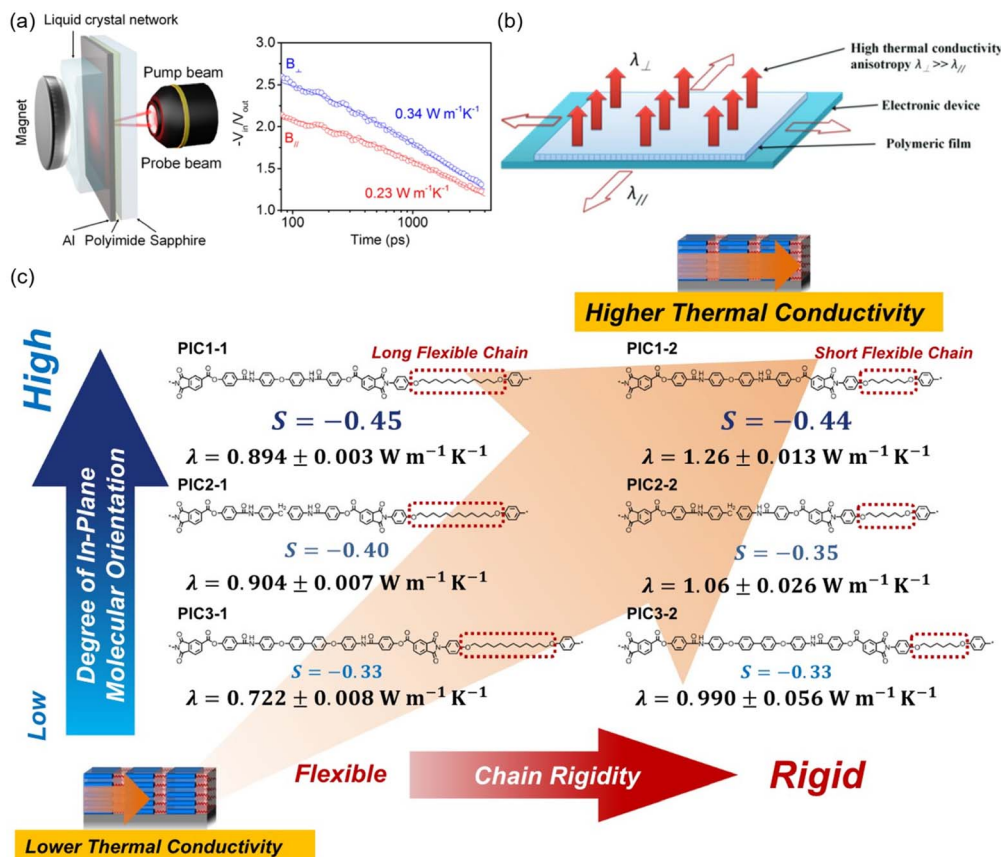 (a)
Liquid crystal network
Magnet
Pump beam
Probe beam
Al Polyimide Sapphire
-V_in/V_out
3.0
2.5
2.0
1.5
1.0
B⊥
0.34 W m⁻¹K⁻¹
B//
0.23 W m⁻¹K⁻¹
100
1000
Time (ps)
(b)
λ⊥
High thermal conductivity
anisotropy λ⊥ >> λ//
Electronic device
Polymeric film
λ//
(c)
Higher Thermal Conductivity
High
Degree of In-Plane
Molecular Orientation
Low
PIC1-1
Long Flexible Chain
S = −0.45
λ = 0.894 ± 0.003 W m⁻¹ K⁻¹
PIC1-2
Short Flexible Chain
S = −0.44
λ = 1.26 ± 0.013 W m⁻¹ K⁻¹
PIC2-1
S = −0.40
λ = 0.904 ± 0.007 W m⁻¹ K⁻¹
PIC2-2
S = −0.35
λ = 1.06 ± 0.026 W m⁻¹ K⁻¹
PIC3-1
S = −0.33
λ = 0.722 ± 0.008 W m⁻¹ K⁻¹
PIC3-2
S = −0.33
λ = 0.990 ± 0.056 W m⁻¹ K⁻¹
Flexible
Chain Rigidity
Rigid
Lower Thermal Conductivity